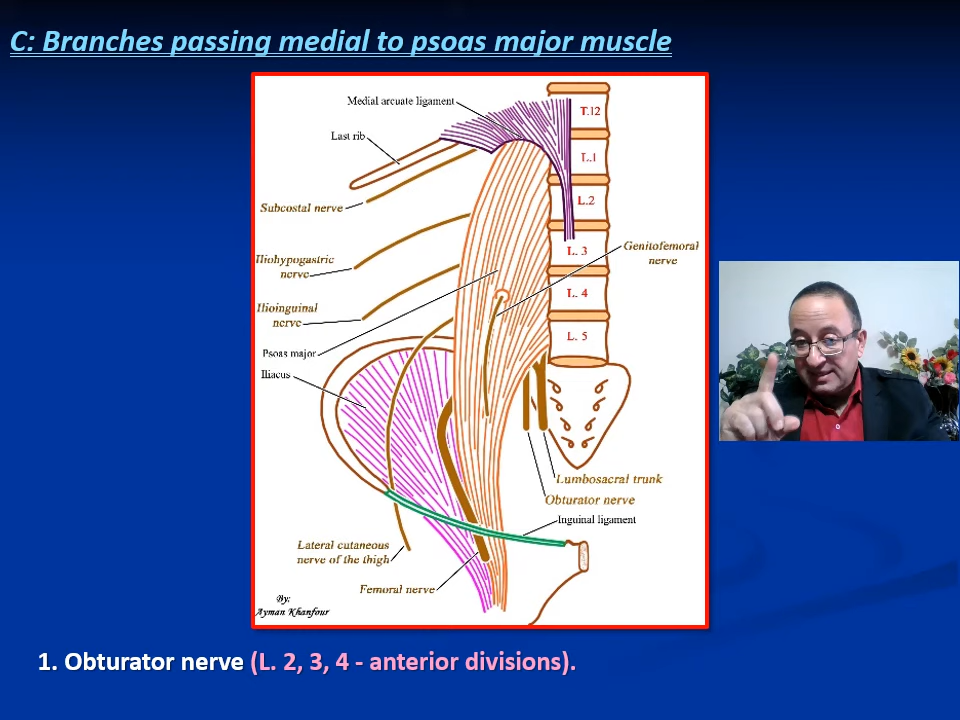 C: Branches passing medial to psoas major muscle
Medial arcuate ligament
T.12
Last rib
L.1
L.2
Subcostal nerve
L. 3
Genitofemoral
nerve
Iliohypogastric
nerve
L. 4
Ilioinguinal
nerve
L. 5
Psoas major
Iliacus
Lumbosacral trunk
Obturator nerve
Inguinal ligament
Lateral cutaneous
nerve of the thigh
Femoral nerve
By:
Ayman Khanfour
1. Obturator nerve (L. 2, 3, 4 - anterior divisions).